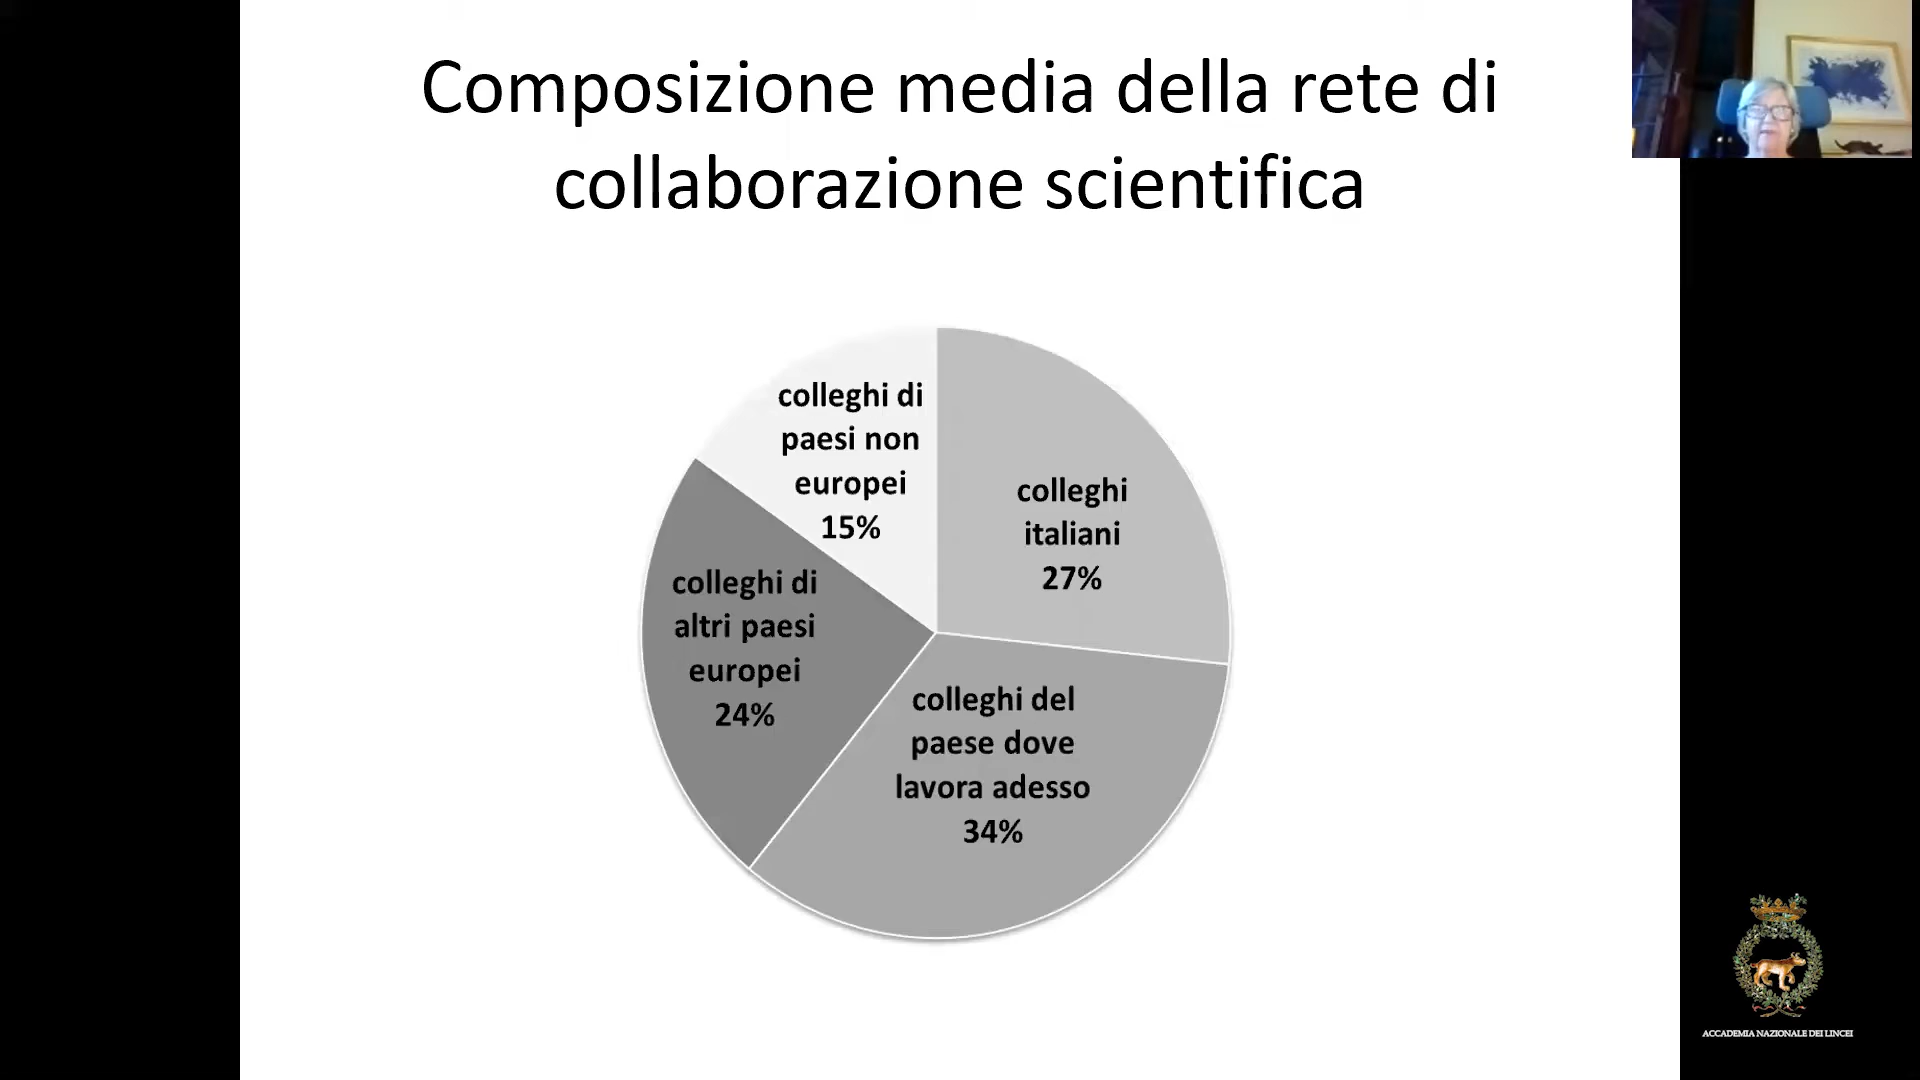 Composizione media della rete di
collaborazione scientifica
colleghi di
paesi non
europei
15%
colleghi
italiani
27%
colleghi di
altri paesi
europei
24%
colleghi del
paese dove
lavora adesso
34%
ACCADEMIA NAZIONALE DEI LINCEI